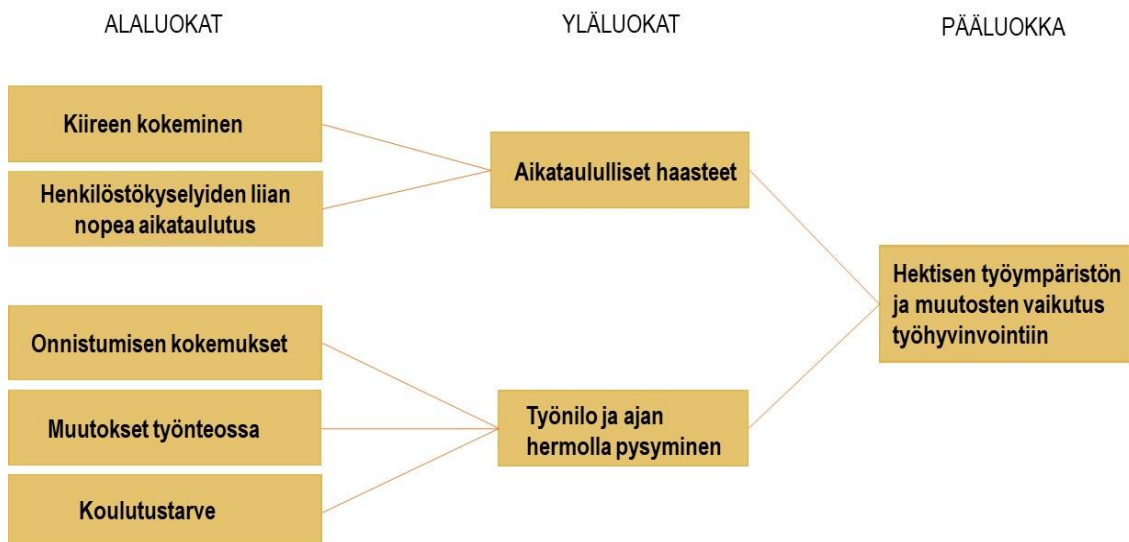 ALALUOKAT
YLÄLUOKAT
PÄÄLUOKKA
Kiireen kokeminen
Henkilöstökyselyiden liian
nopea aikataulutus
Onnistumisen kokemukset
Muutokset työnteossa
Koulutustarve
Aikataululliset haasteet
Työnilo ja ajan
hermolla pysyminen
Hektisen työympäristön
ja muutosten vaikutus
työhyvinvointiin